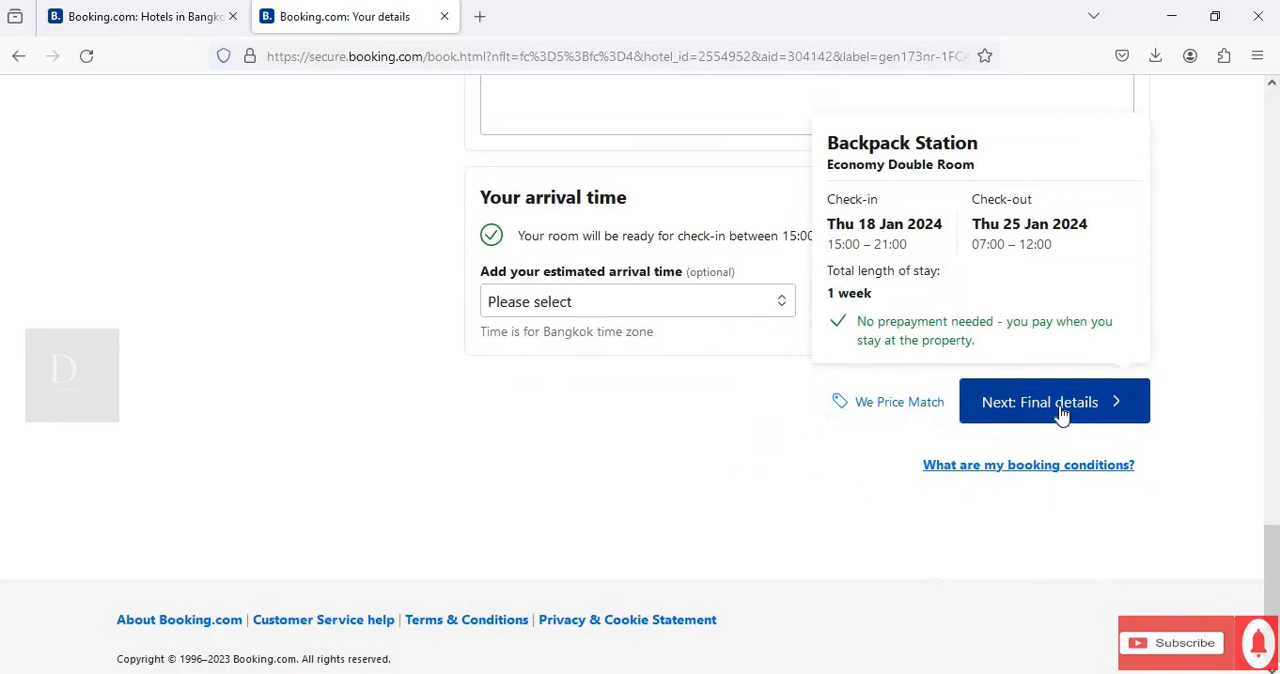 Booking.com: Hotels in Bangko
Booking.com: Your details
https://secure.booking.com/book.html?nflt=fc%3D5%3Bfc%3D4&hotel_id=2554952&aid=304142&label=gen173nr-1FCA
Backpack Station
Economy Double Room
Check-in
Check-out
Thu 18 Jan 2024
Thu 25 Jan 2024
15:00 – 21:00
07:00 – 12:00
Total length of stay:
1 week
No prepayment needed - you pay when you
stay at the property.
Your arrival time
Your room will be ready for check-in between 15:00
Add your estimated arrival time (optional)
Please select
Time is for Bangkok time zone
We Price Match
Next: Final details
What are my booking conditions?
D
About Booking.com | Customer Service help | Terms & Conditions | Privacy & Cookie Statement
Copyright © 1996–2023 Booking.com. All rights reserved.
Subscribe